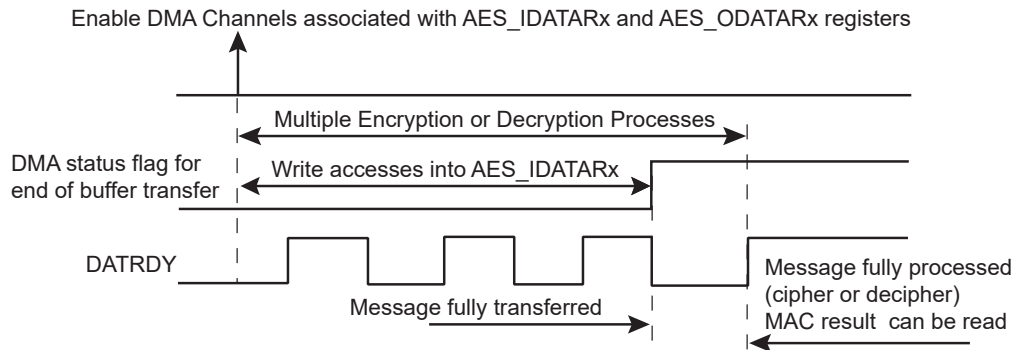 Enable DMA Channels associated with AES_IDATARx and AES_ODATARx registers
Multiple Encryption or Decryption Processes
DMA status flag for
end of buffer transfer
Write accesses into AES_IDATARx
DATRDY
Message fully transferred
Message fully processed
(cipher or decipher)
MAC result can be read